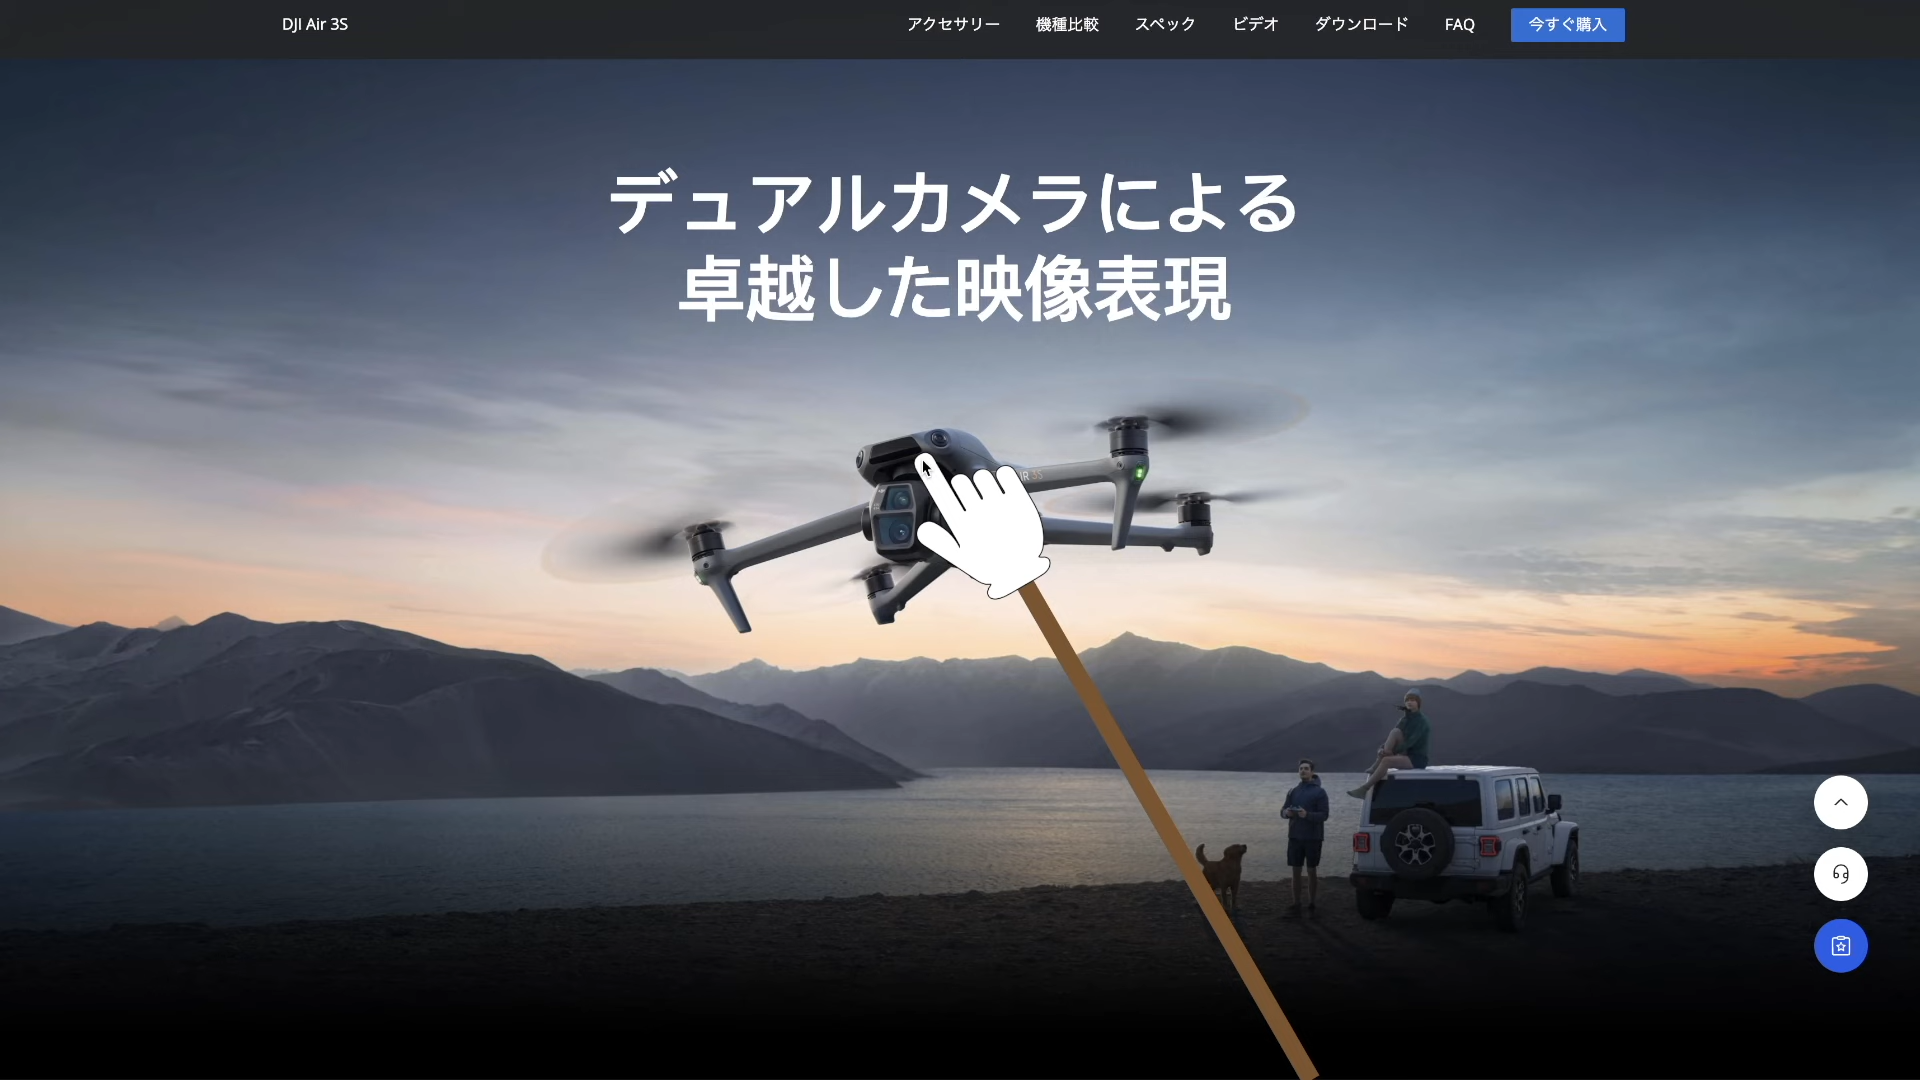 DJI Air 3S
アクセサリー
機種比較
スペック
ビデオ
ダウンロード
FAQ
今すぐ購入
デュアルカメラによる
卓越した映像表現
IR 3S